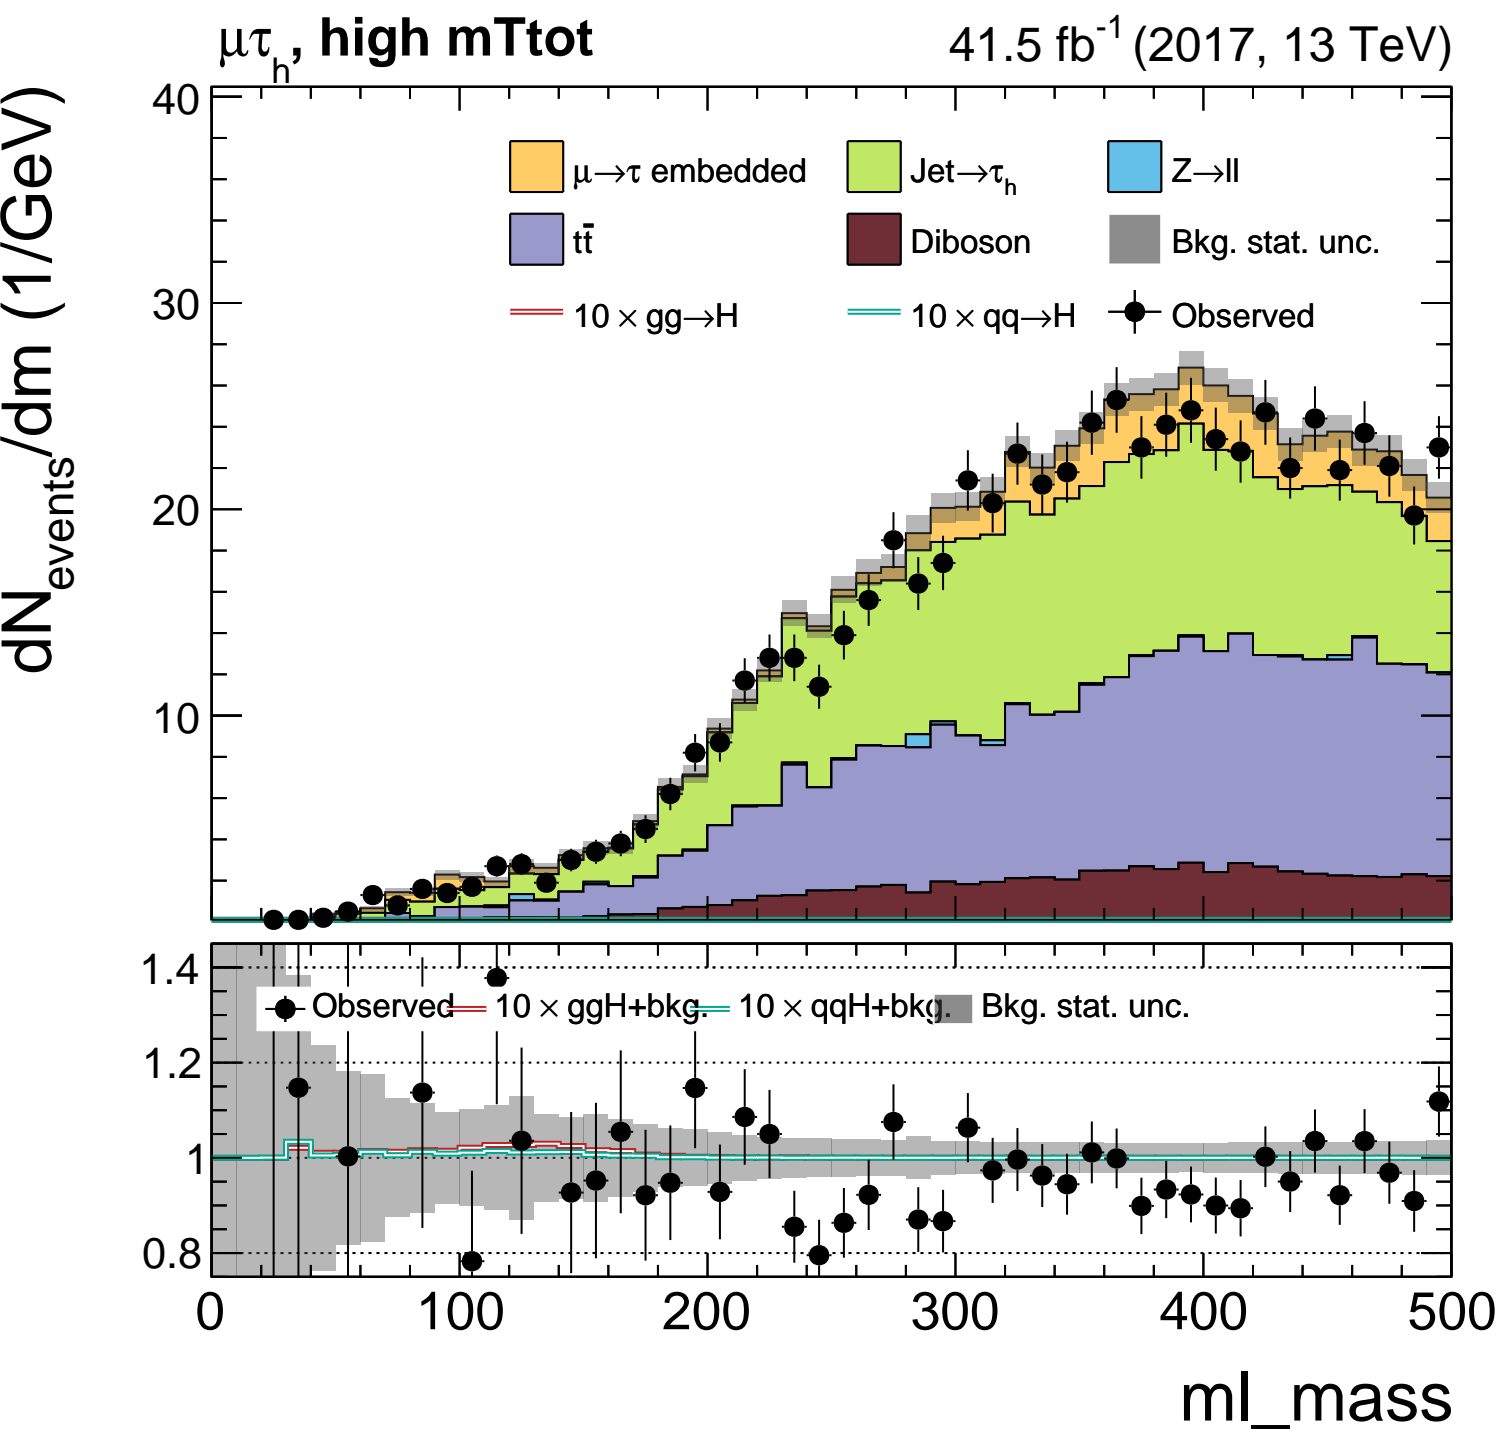 μτh, high mTtot 41.5 fb-1 (2017, 13 TeV)
dNevents/dm (1/GeV)
40
30
20
10
μ→τ embedded Jet→τh Z→ll
tt̄ Diboson Bkg. stat. unc.
10 × gg→H 10 × qq→H Observed
1.4
1.2
1
0.8
Observed 10 × ggH+bkg. 10 × qqH+bkg. Bkg. stat. unc.
0 100 200 300 400 500
ml_mass